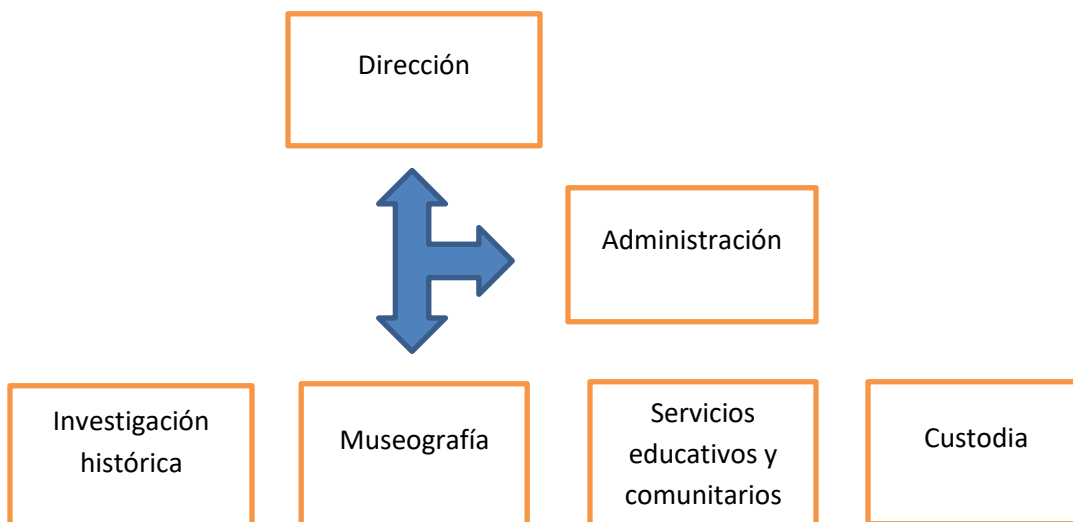 Dirección
Administración
Investigación
histórica
Museografía
Servicios
educativos y
comunitarios
Custodia